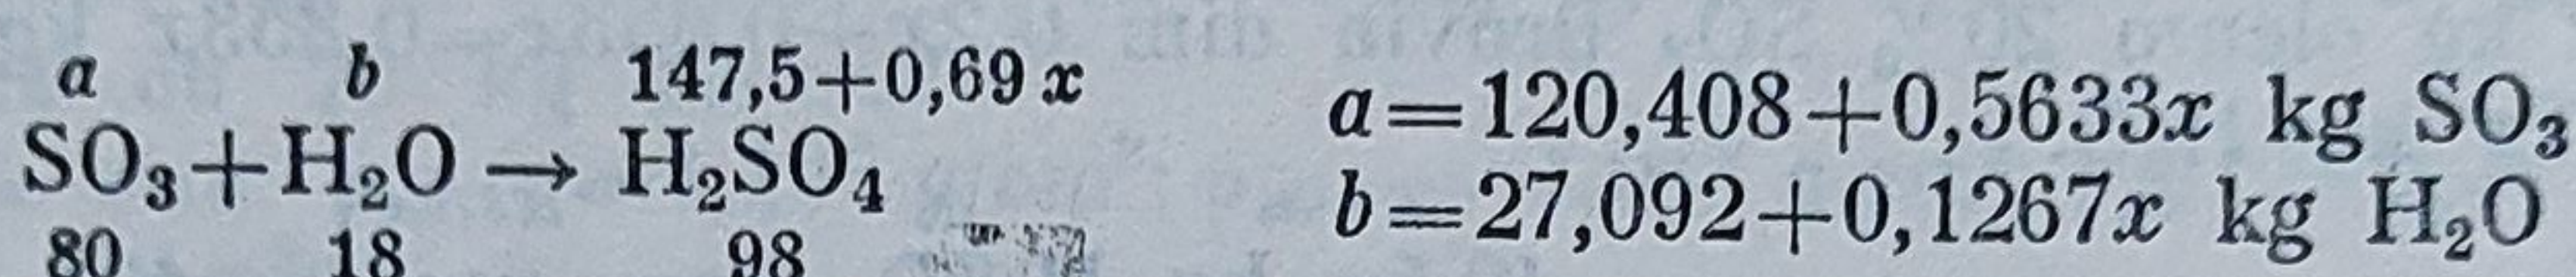 a b 147,5+0,69 x
SO₃+H₂O → H₂SO₄
80 18 98
a=120,408+0,5633x kg SO₃
b=27,092+0,1267x kg H₂O